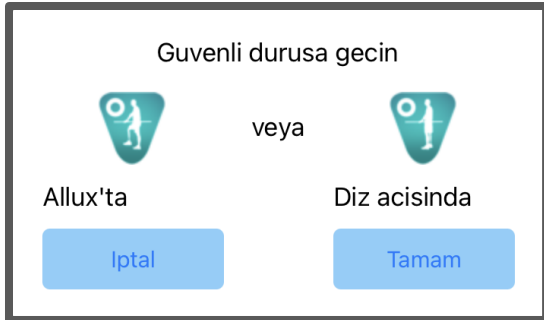 Guvenli durusa gecin
veya
Allux'ta
Diz acisinda
Iptal
Tamam